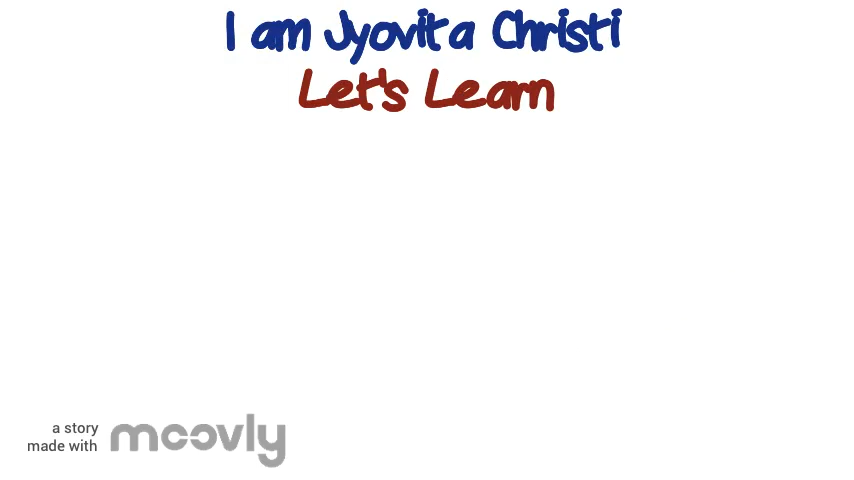 I am Jyovita Christi
Let's Learn
a story
made with
moovly